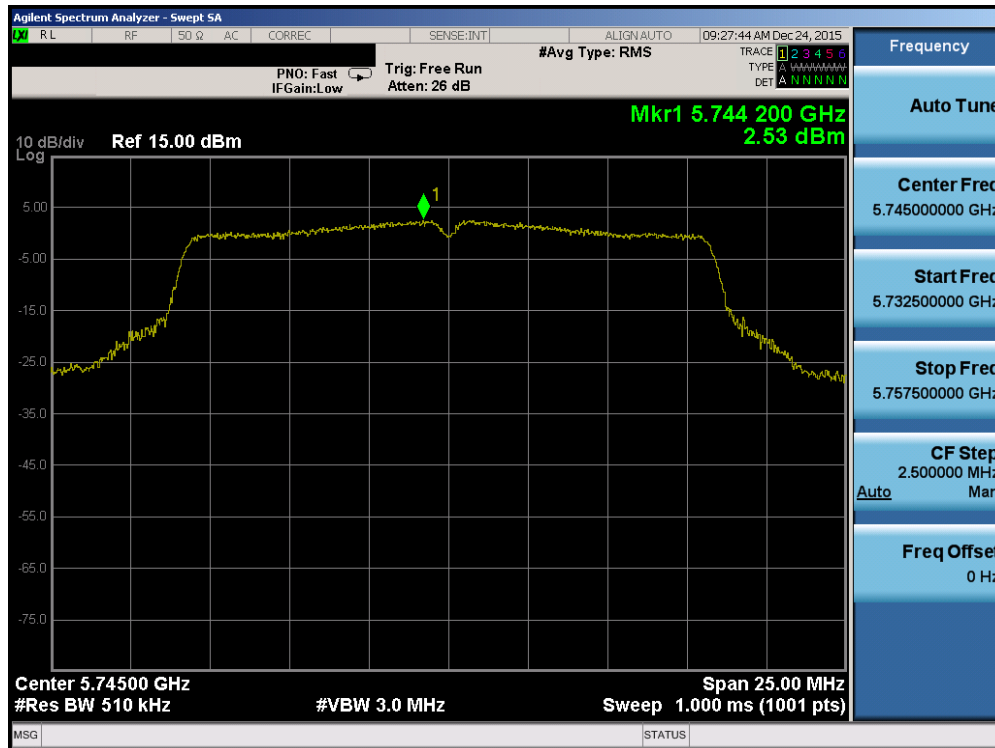 Agilent Spectrum Analyzer - Swept SA
LXI RL RF 50 Ω AC CORREC SENSE:INT ALIGN AUTO 09:27:44 AM Dec 24, 2015
#Avg Type: RMS TRACE 1 2 3 4 5 6
PNO: Fast Trig: Free Run TYPE A WWWWWW
IFGain:Low Atten: 26 dB DET A N N N N N
Frequency
Auto Tune
Mkr1 5.744 200 GHz
2.53 dBm
10 dB/div Ref 15.00 dBm
Log
1
5.00
-5.00
-15.0
-25.0
-35.0
-45.0
-55.0
-65.0
-75.0
Center 5.74500 GHz Span 25.00 MHz
#Res BW 510 kHz #VBW 3.0 MHz Sweep 1.000 ms (1001 pts)
Center Freq
5.745000000 GHz
Start Freq
5.732500000 GHz
Stop Freq
5.757500000 GHz
CF Step
2.500000 MHz
Auto Man
Freq Offset
0 Hz
MSG STATUS